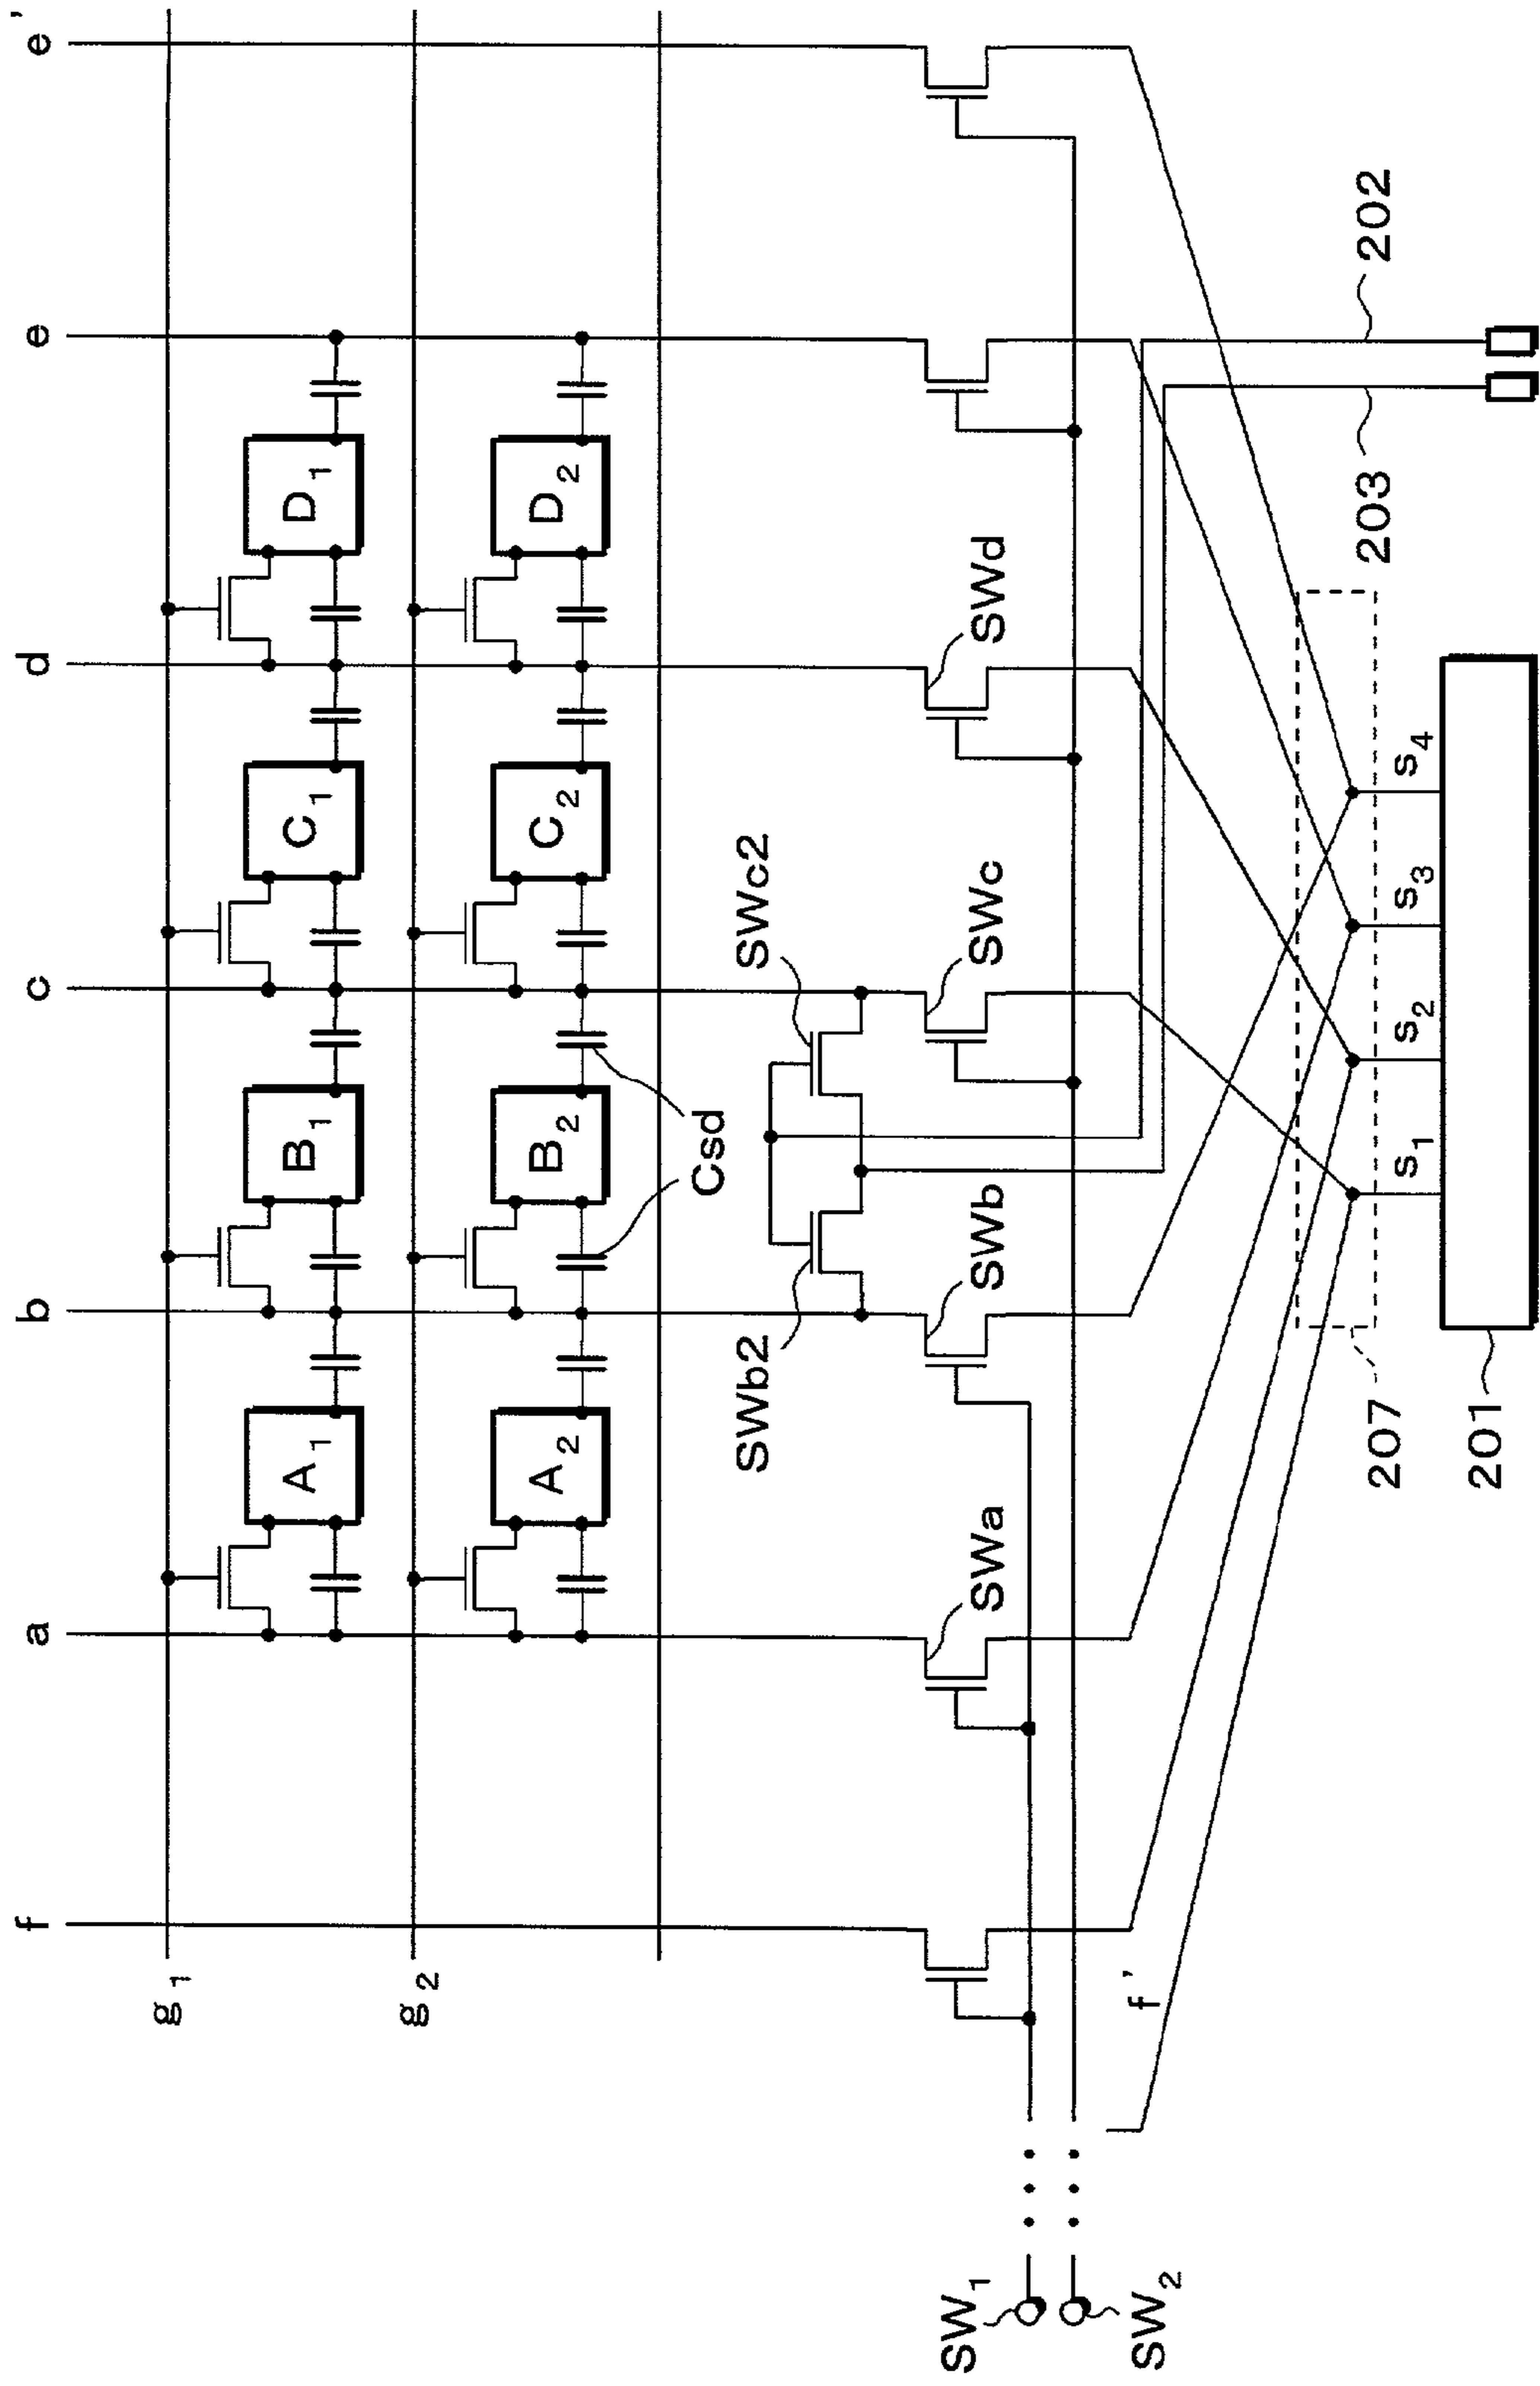 f a b c d e e'
g1
A1 B1 C1 D1
g2
A2 B2 C2 D2
Csd
SWb2 SWc2
SWa SWb SWc SWd
SW1
SW2
f'
207
203 202
s1 s2 s3 s4
201